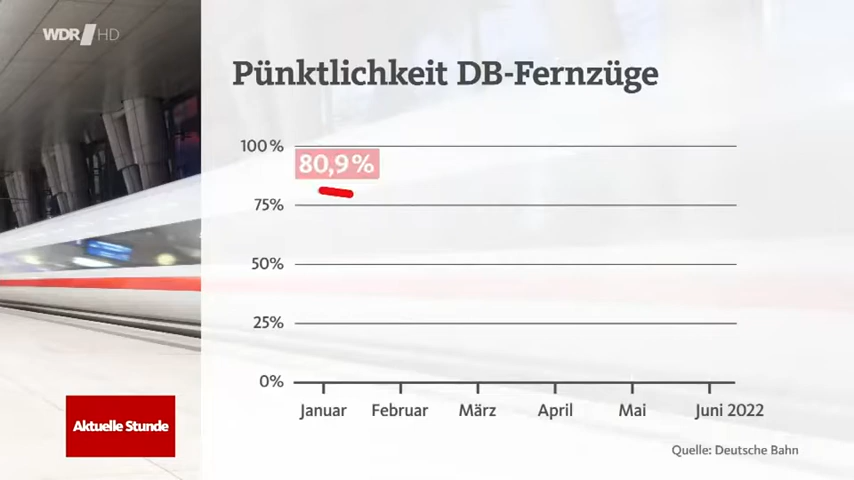 WDR HD
Pünktlichkeit DB-Fernzüge
100%
80,9%
75%
50%
25%
0%
Januar Februar März April Mai Juni 2022
Aktuelle Stunde
Quelle: Deutsche Bahn